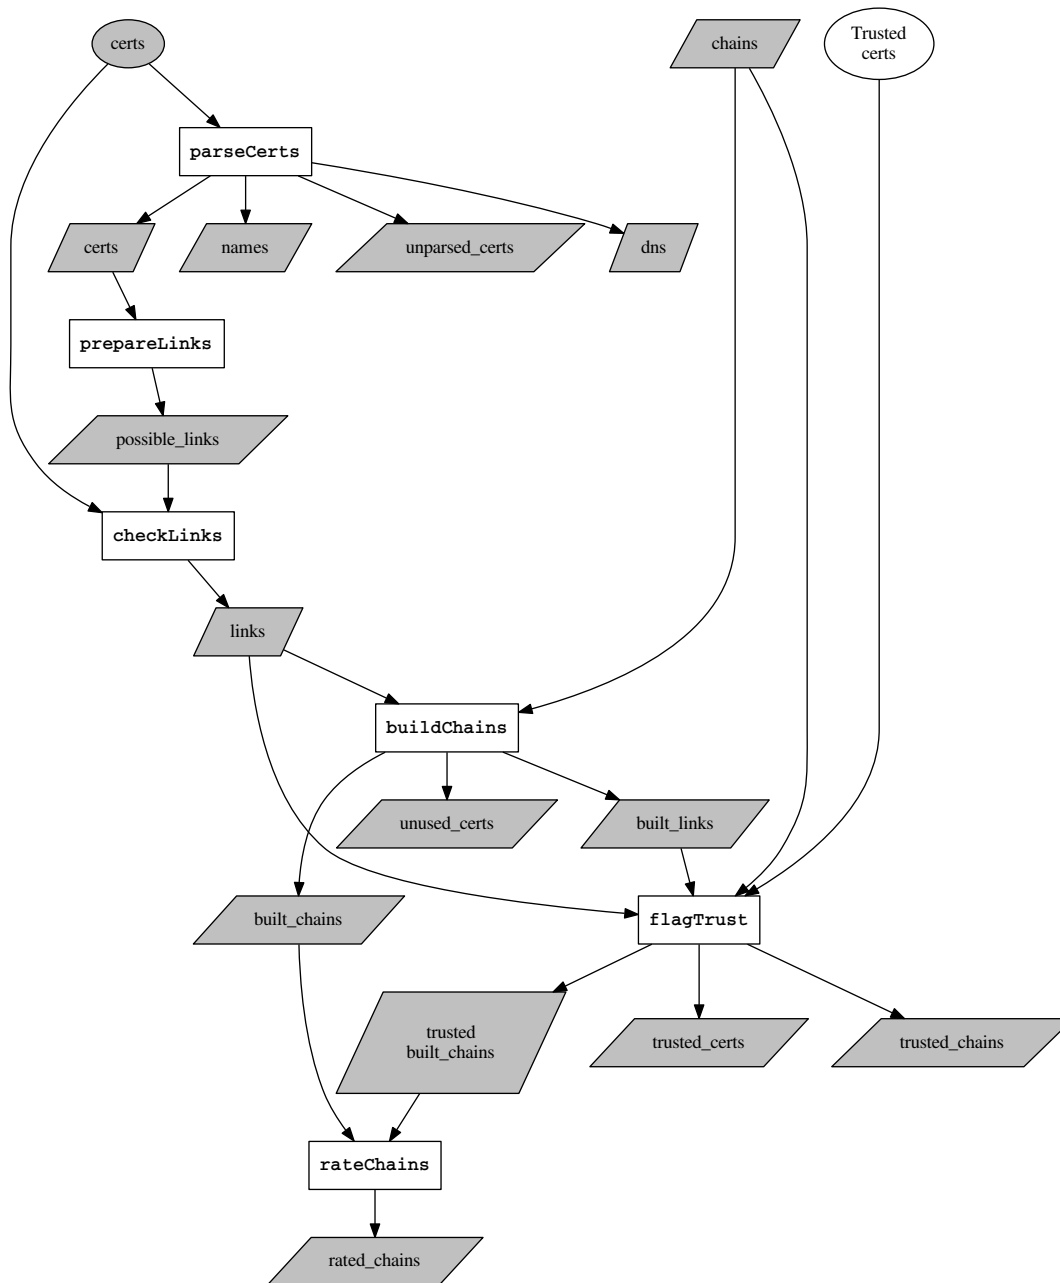 certs
chains
Trusted
certs
parseCerts
certs
names
unparsed_certs
dns
prepareLinks
possible_links
checkLinks
links
buildChains
unused_certs
built_links
built_chains
flagTrust
trusted
built_chains
trusted_certs
trusted_chains
rateChains
rated_chains